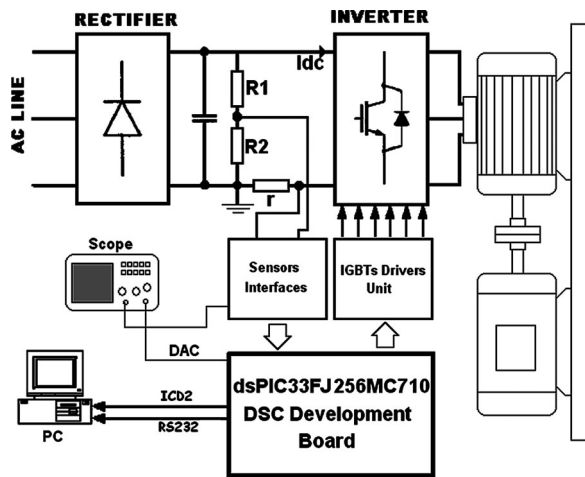 RECTIFIER
INVERTER
AC LINE
Idc
R1
R2
r
Scope
Sensors
Interfaces
IGBTs Drivers
Unit
DAC
dsPIC33FJ256MC710
DSC Development
Board
ICD2
RS232
PC